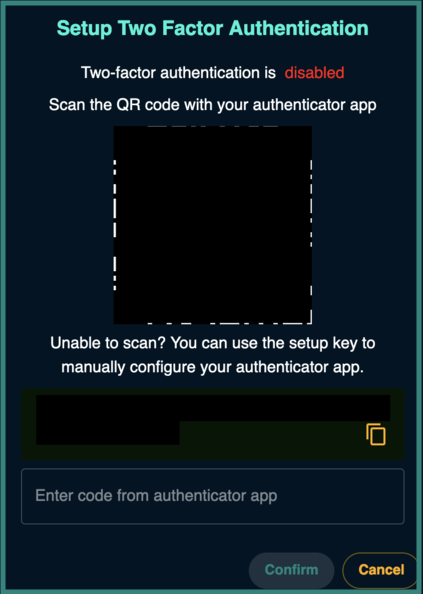 Setup Two Factor Authentication
Two-factor authentication is disabled
Scan the QR code with your authenticator app
Unable to scan? You can use the setup key to
manually configure your authenticator app.
Enter code from authenticator app
Confirm Cancel